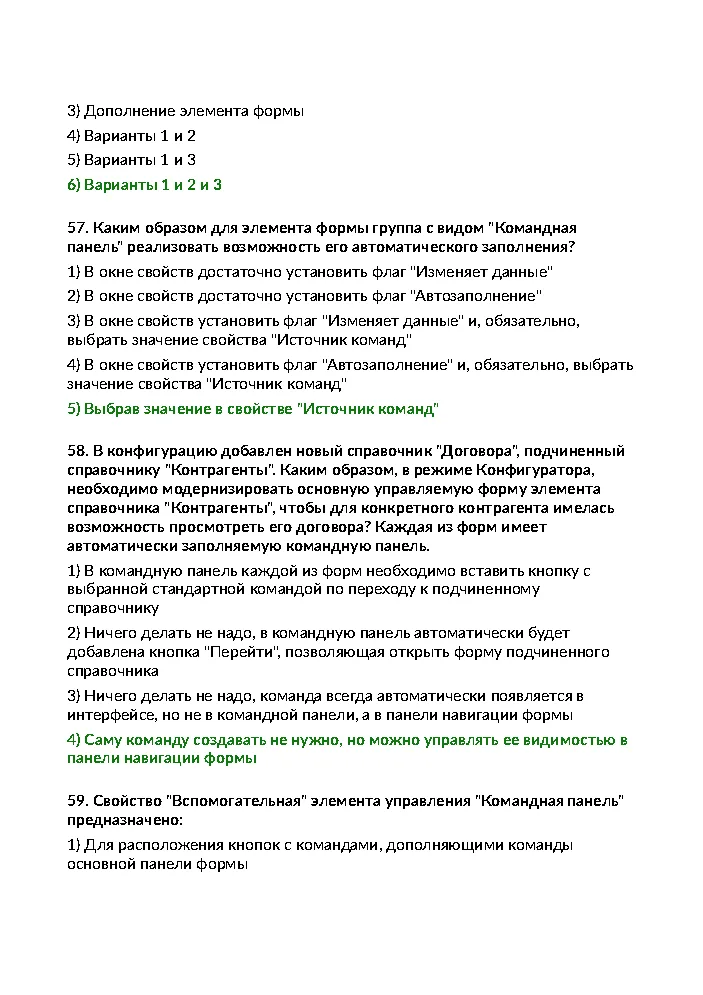 3) Дополнение элемента формы
4) Варианты 1 и 2
5) Варианты 1 и 3
6) Варианты 1 и 2 и 3
57. Каким образом для элемента формы группа с видом "Командная
панель" реализовать возможность его автоматического заполнения?
1) В окне свойств достаточно установить флаг "Изменяет данные"
2) В окне свойств достаточно установить флаг "Автозаполнение"
3) В окне свойств установить флаг "Изменяет данные" и, обязательно,
выбрать значение свойства "Источник команд"
4) В окне свойств установить флаг "Автозаполнение" и, обязательно, выбрать
значение свойства "Источник команд"
5) Выбрав значение в свойстве "Источник команд"
58. В конфигурацию добавлен новый справочник "Договора", подчиненный
справочнику "Контрагенты". Каким образом, в режиме Конфигуратора,
необходимо модернизировать основную управляемую форму элемента
справочника "Контрагенты", чтобы для конкретного контрагента имелась
возможность просмотреть его договора? Каждая из форм имеет
автоматически заполняемую командную панель.
1) В командную панель каждой из форм необходимо вставить кнопку с
выбранной стандартной командой по переходу к подчиненному
справочнику
2) Ничего делать не надо, в командную панель автоматически будет
добавлена кнопка "Перейти", позволяющая открыть форму подчиненного
справочника
3) Ничего делать не надо, команда всегда автоматически появляется в
интерфейсе, но не в командной панели, а в панели навигации формы
4) Саму команду создавать не нужно, но можно управлять ее видимостью в
панели навигации формы
59. Свойство "Вспомогательная" элемента управления "Командная панель"
предназначено:
1) Для расположения кнопок с командами, дополняющими команды
основной панели формы